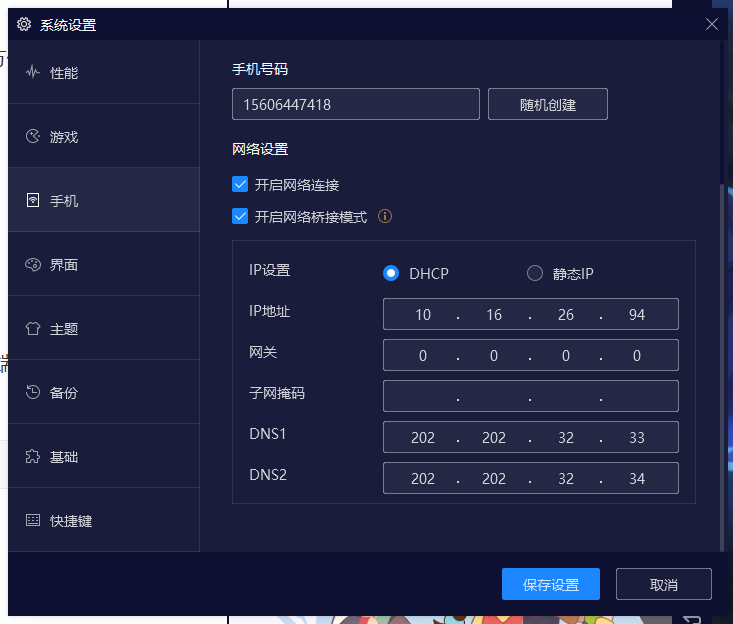 系统设置
性能
游戏
手机
界面
主题
备份
基础
快捷键
手机号码
15606447418 随机创建
网络设置
开启网络连接
开启网络桥接模式
IP设置 DHCP 静态IP
IP地址 10 . 16 . 26 . 94
网关 0 . 0 . 0 . 0
子网掩码 . . .
DNS1 202 . 202 . 32 . 33
DNS2 202 . 202 . 32 . 34
保存设置 取消